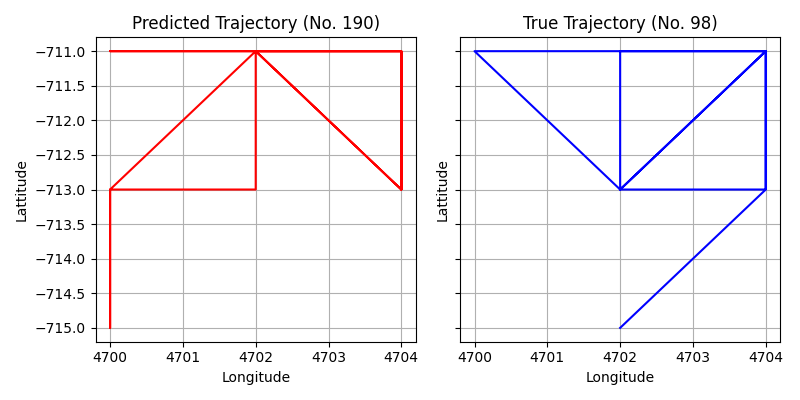 Predicted Trajectory (No. 190)
True Trajectory (No. 98)
−711.0
−711.5
−712.0
−712.5
−713.0
−713.5
−714.0
−714.5
−715.0
Lattitude
Lattitude
4700 4701 4702 4703 4704
4700 4701 4702 4703 4704
Longitude
Longitude